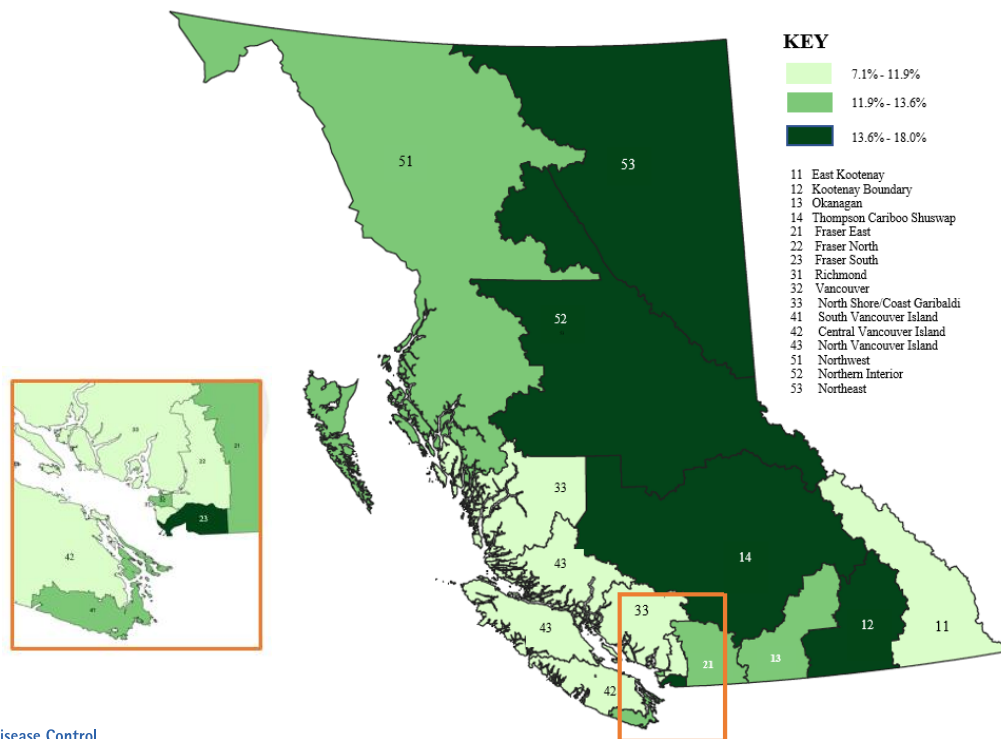 KEY
7.1% - 11.9%
11.9% - 13.6%
13.6% - 18.0%
11 East Kootenay
12 Kootenay Boundary
13 Okanagan
14 Thompson Cariboo Shuswap
21 Fraser East
22 Fraser North
23 Fraser South
31 Richmond
32 Vancouver
33 North Shore/Coast Garibaldi
41 South Vancouver Island
42 Central Vancouver Island
43 North Vancouver Island
51 Northwest
52 Northern Interior
53 Northeast
51
53
52
33
14
43
33
43
12
11
21
13
42
33
21
22
23
42
41
isease Control